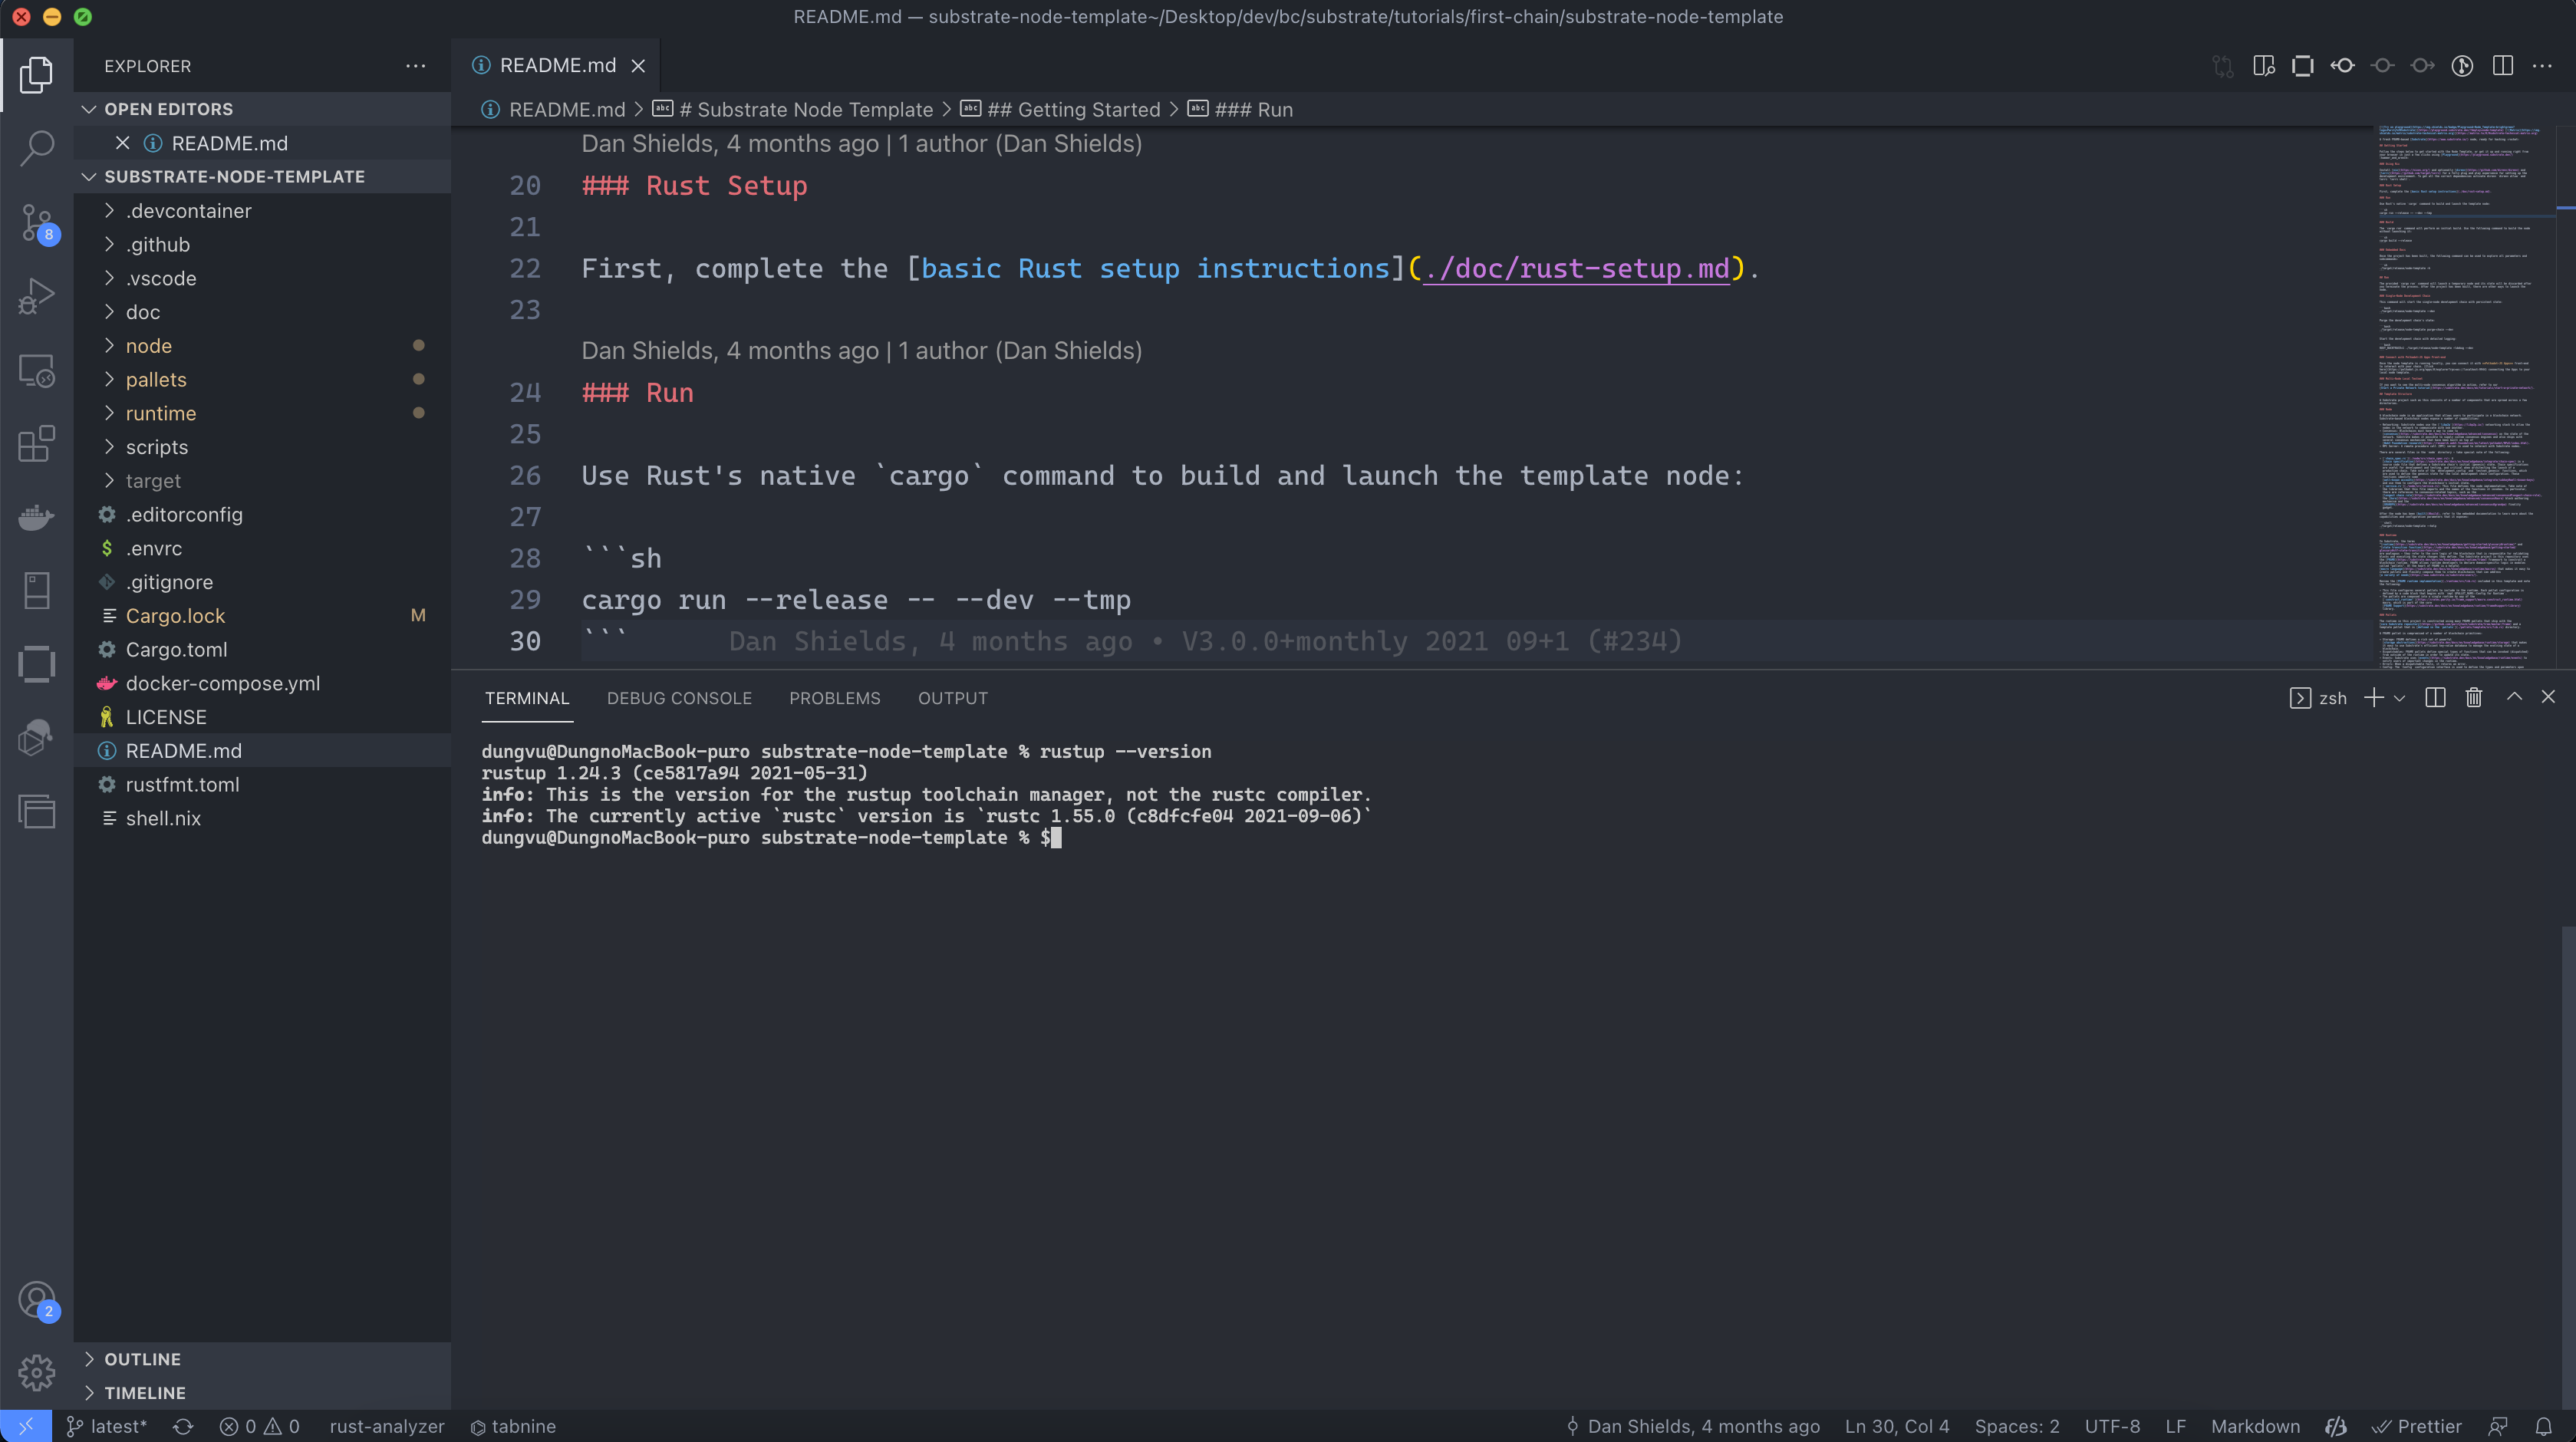 README.md — substrate-node-template~/Desktop/dev/bc/substrate/tutorials/first-chain/substrate-node-template
EXPLORER
OPEN EDITORS
README.md
SUBSTRATE-NODE-TEMPLATE
.devcontainer
.github
.vscode
doc
node
pallets
runtime
scripts
target
.editorconfig
$ .envrc
.gitignore
Cargo.lock M
Cargo.toml
docker-compose.yml
LICENSE
README.md
rustfmt.toml
shell.nix
OUTLINE
TIMELINE
8
2
README.md
README.md > # Substrate Node Template > ## Getting Started > ### Run
Dan Shields, 4 months ago | 1 author (Dan Shields)
20 ### Rust Setup
21
22 First, complete the [basic Rust setup instructions](./doc/rust-setup.md).
23
Dan Shields, 4 months ago | 1 author (Dan Shields)
24 ### Run
25
26 Use Rust's native `cargo` command to build and launch the template node:
27
28 ```sh
29 cargo run --release -- --dev --tmp
30 ``` Dan Shields, 4 months ago • V3.0.0+monthly 2021 09+1 (#234)
TERMINAL DEBUG CONSOLE PROBLEMS OUTPUT
zsh
dungvu@DungnoMacBook-puro substrate-node-template % rustup --version
rustup 1.24.3 (ce5817a94 2021-05-31)
info: This is the version for the rustup toolchain manager, not the rustc compiler.
info: The currently active `rustc` version is `rustc 1.55.0 (c8dfcfe04 2021-09-06)`
dungvu@DungnoMacBook-puro substrate-node-template % $
latest* 0 0 rust-analyzer tabnine
Dan Shields, 4 months ago Ln 30, Col 4 Spaces: 2 UTF-8 LF Markdown Prettier